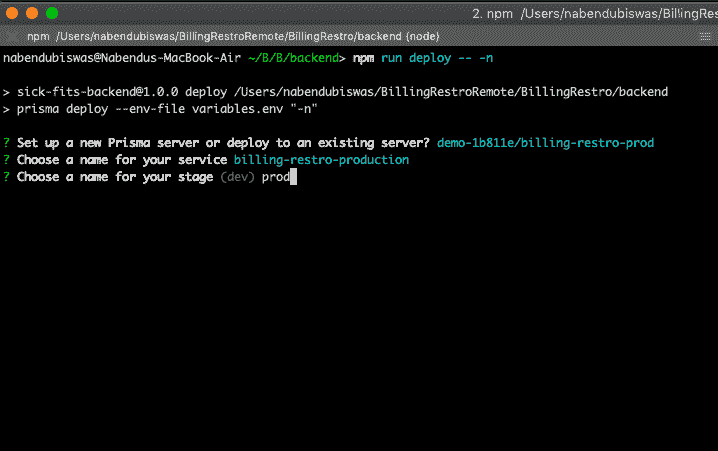 2. npm /Users/nabendubiswas/BillingRes
npm /Users/nabendubiswas/BillingRestroRemote/BillingRestro/backend (node)
nabendubiswas@Nabendus-MacBook-Air ~/B/B/backend> npm run deploy -- -n
> sick-fits-backend@1.0.0 deploy /Users/nabendubiswas/BillingRestroRemote/BillingRestro/backend
> prisma deploy --env-file variables.env "-n"
? Set up a new Prisma server or deploy to an existing server? demo-1b811e/billing-restro-prod
? Choose a name for your service billing-restro-production
? Choose a name for your stage (dev) prod